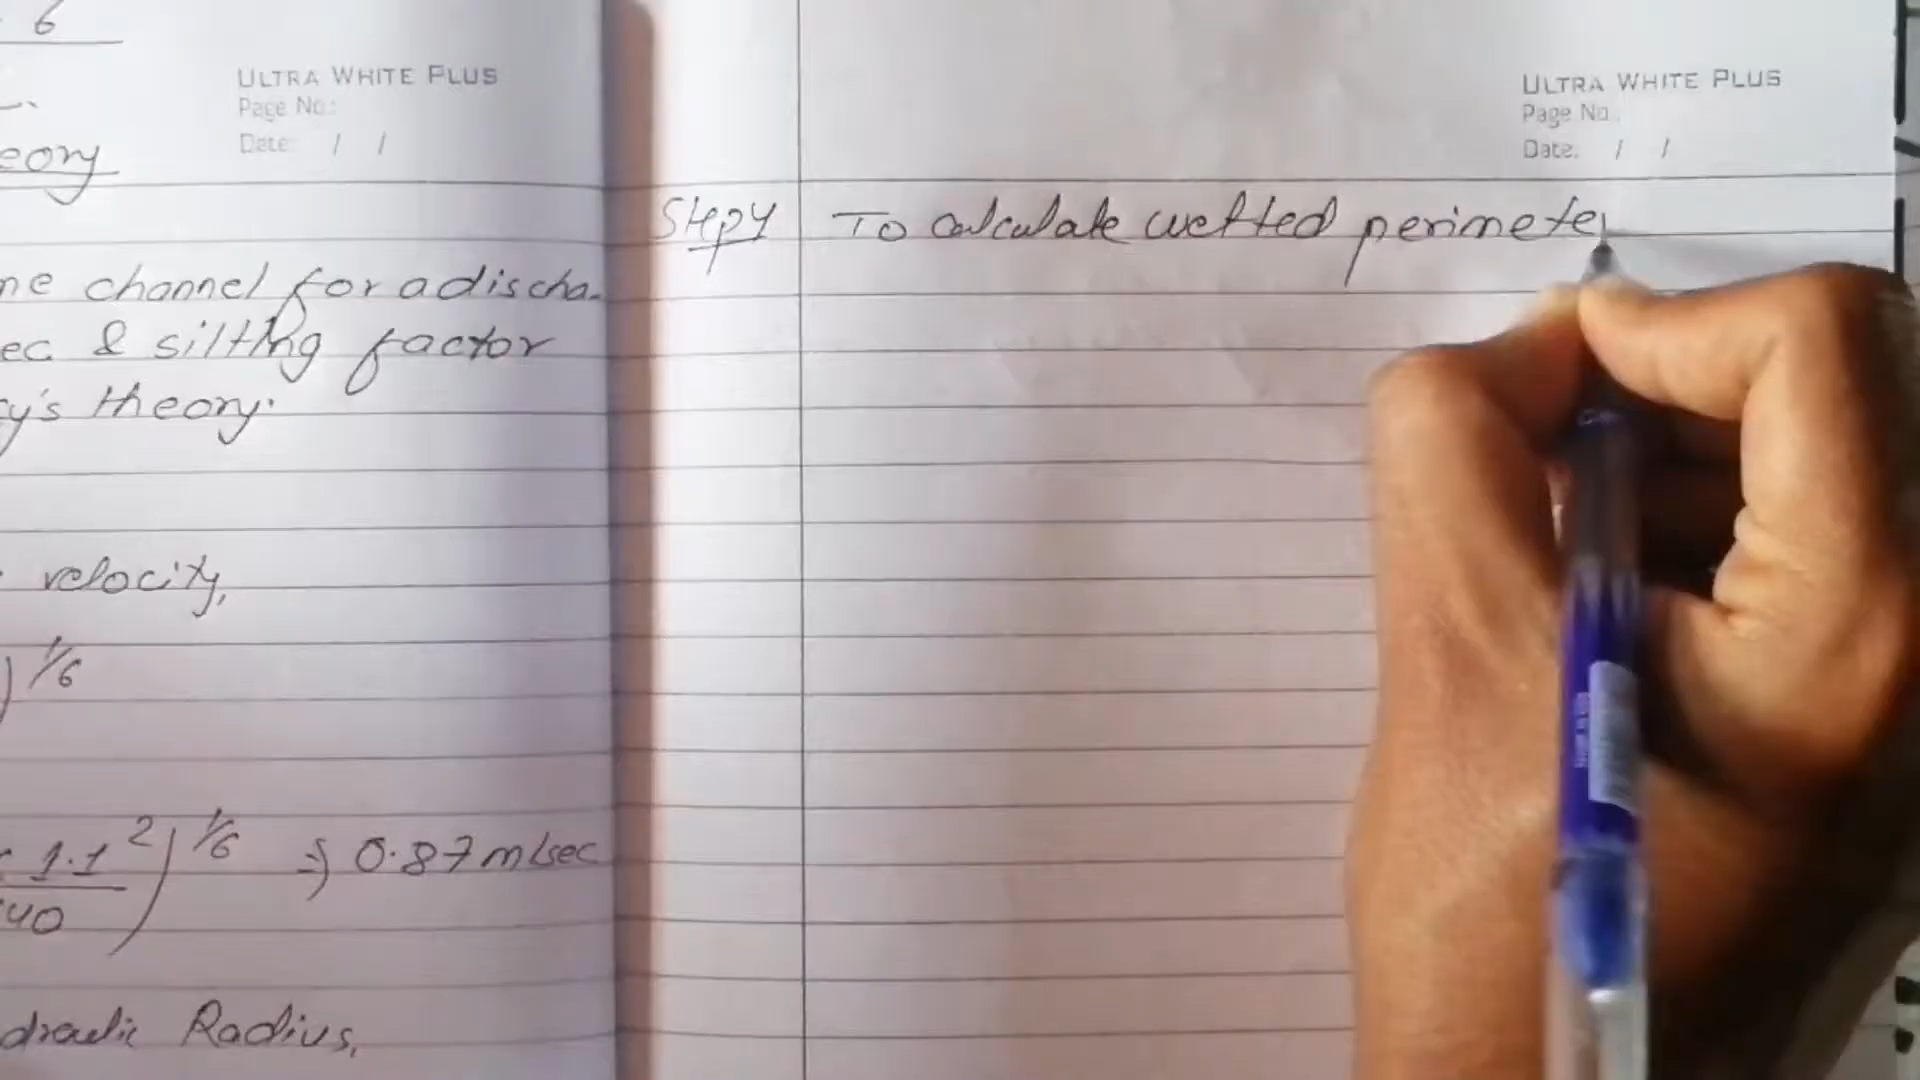 6
ULTRA WHITE PLUS
Page No.:
Date: / /
eory
ne channel for a discha-
ec & silting factor
y's theory.
velocity,
)^1/6
1.1^2)^1/6 ⇒ 0.87 m/sec
40
draulic Radius,
ULTRA WHITE PLUS
Page No.:
Date: / /
Step 4 To calculate wetted perimeter